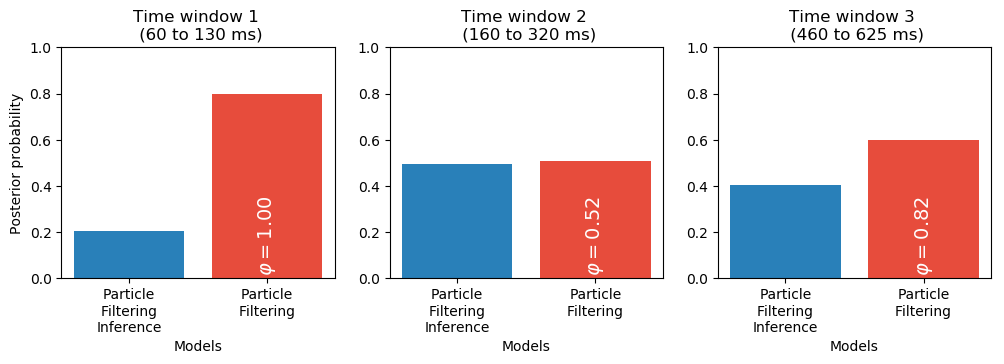 Time window 1
(60 to 130 ms)
Posterior probability
1.0
0.8
0.6
0.4
0.2
0.0
φ = 1.00
Particle
Filtering
Inference
Particle
Filtering
Models
Time window 2
(160 to 320 ms)
1.0
0.8
0.6
0.4
0.2
0.0
φ = 0.52
Particle
Filtering
Inference
Particle
Filtering
Models
Time window 3
(460 to 625 ms)
1.0
0.8
0.6
0.4
0.2
0.0
φ = 0.82
Particle
Filtering
Inference
Particle
Filtering
Models